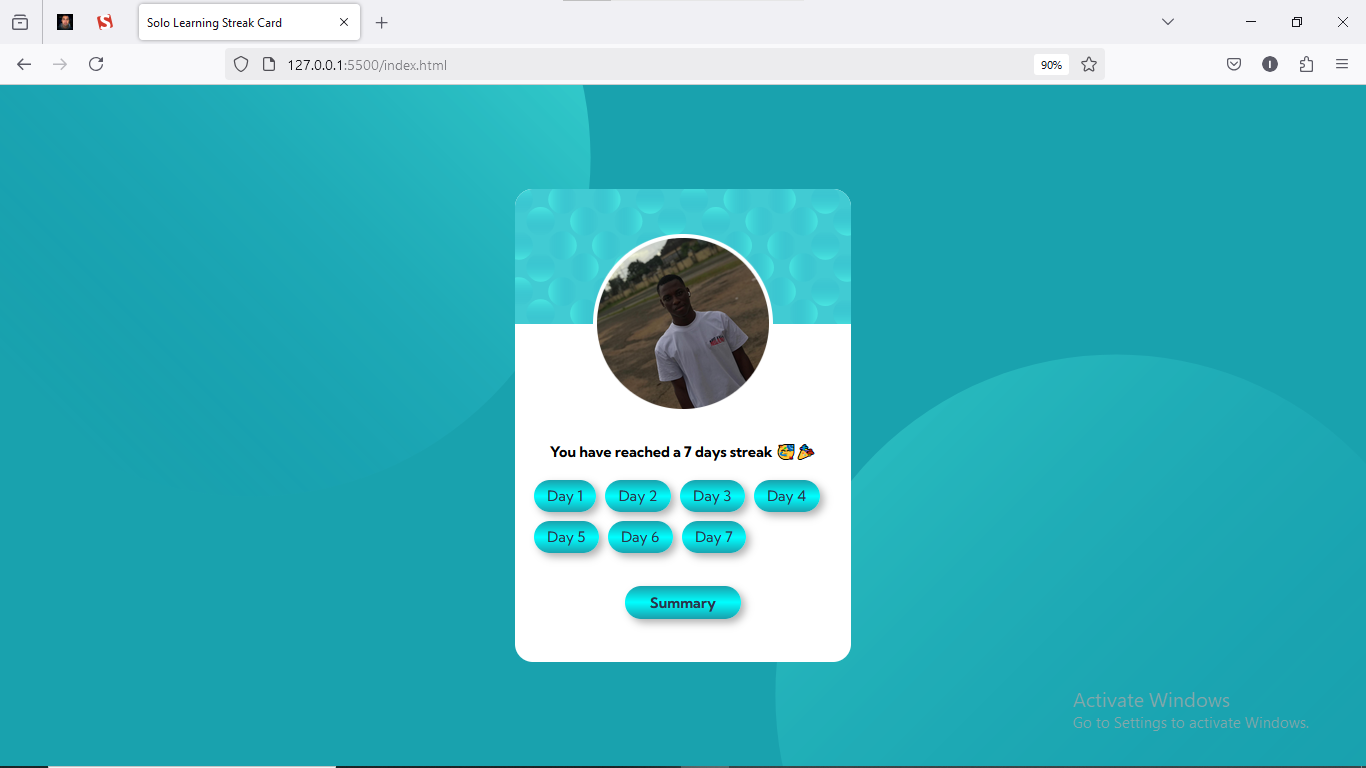 Solo Learning Streak Card
127.0.0.1:5500/index.html
90%
You have reached a 7 days streak 🥳🎉
Day 1 Day 2 Day 3 Day 4
Day 5 Day 6 Day 7
Summary
Activate Windows
Go to Settings to activate Windows.